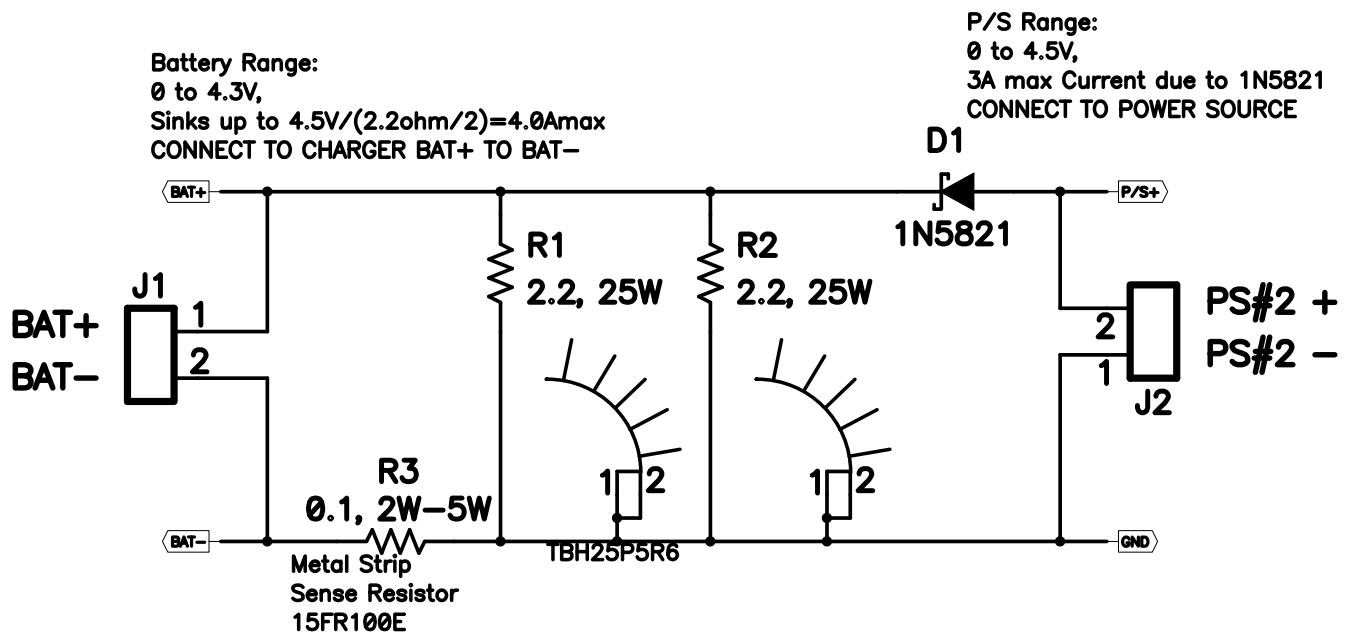 P/S Range:
0 to 4.5V,
3A max Current due to 1N5821
CONNECT TO POWER SOURCE
Battery Range:
0 to 4.3V,
Sinks up to 4.5V/(2.2ohm/2)=4.0Amax
CONNECT TO CHARGER BAT+ TO BAT-
D1
BAT+
P/S+
1N5821
R1
2.2, 25W
R2
2.2, 25W
J1
1
2
BAT+
BAT-
PS#2 +
PS#2 -
2
1
J2
R3
0.1, 2W-5W
1
2
1
2
BAT-
GND
TBH25P5R6
Metal Strip
Sense Resistor
15FR100E